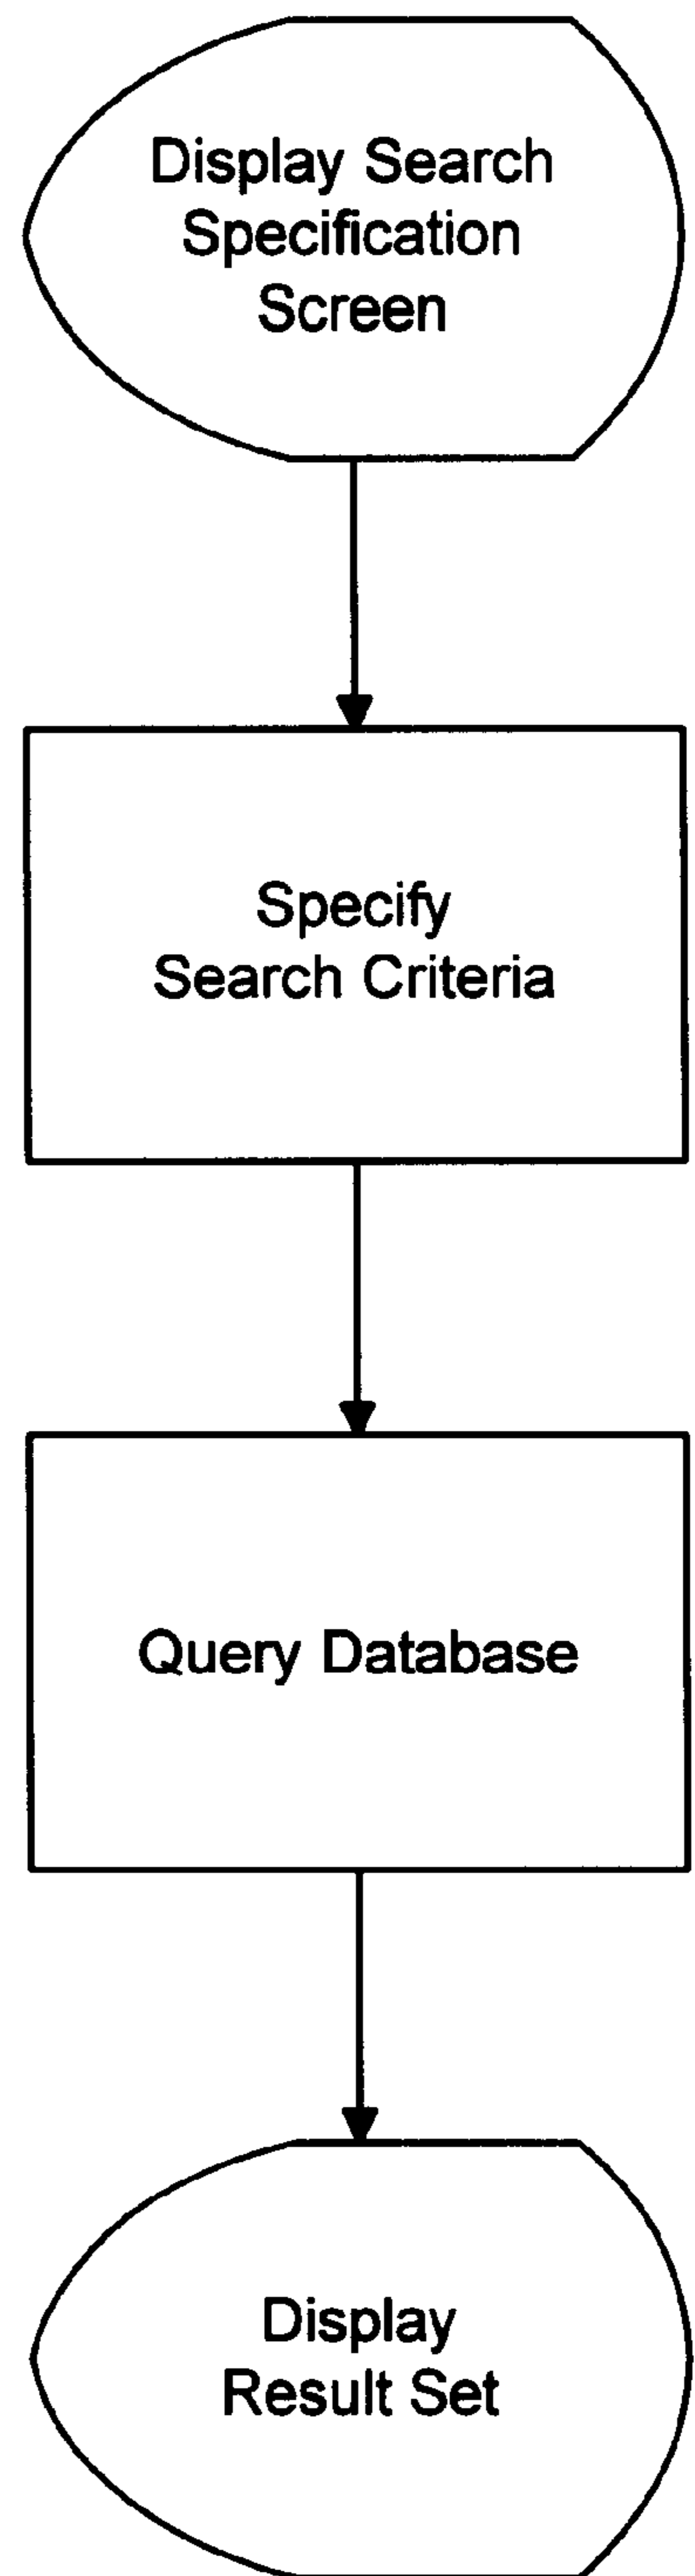 Display Search
Specification
Screen
Specify
Search Criteria
Query Database
Display
Result Set